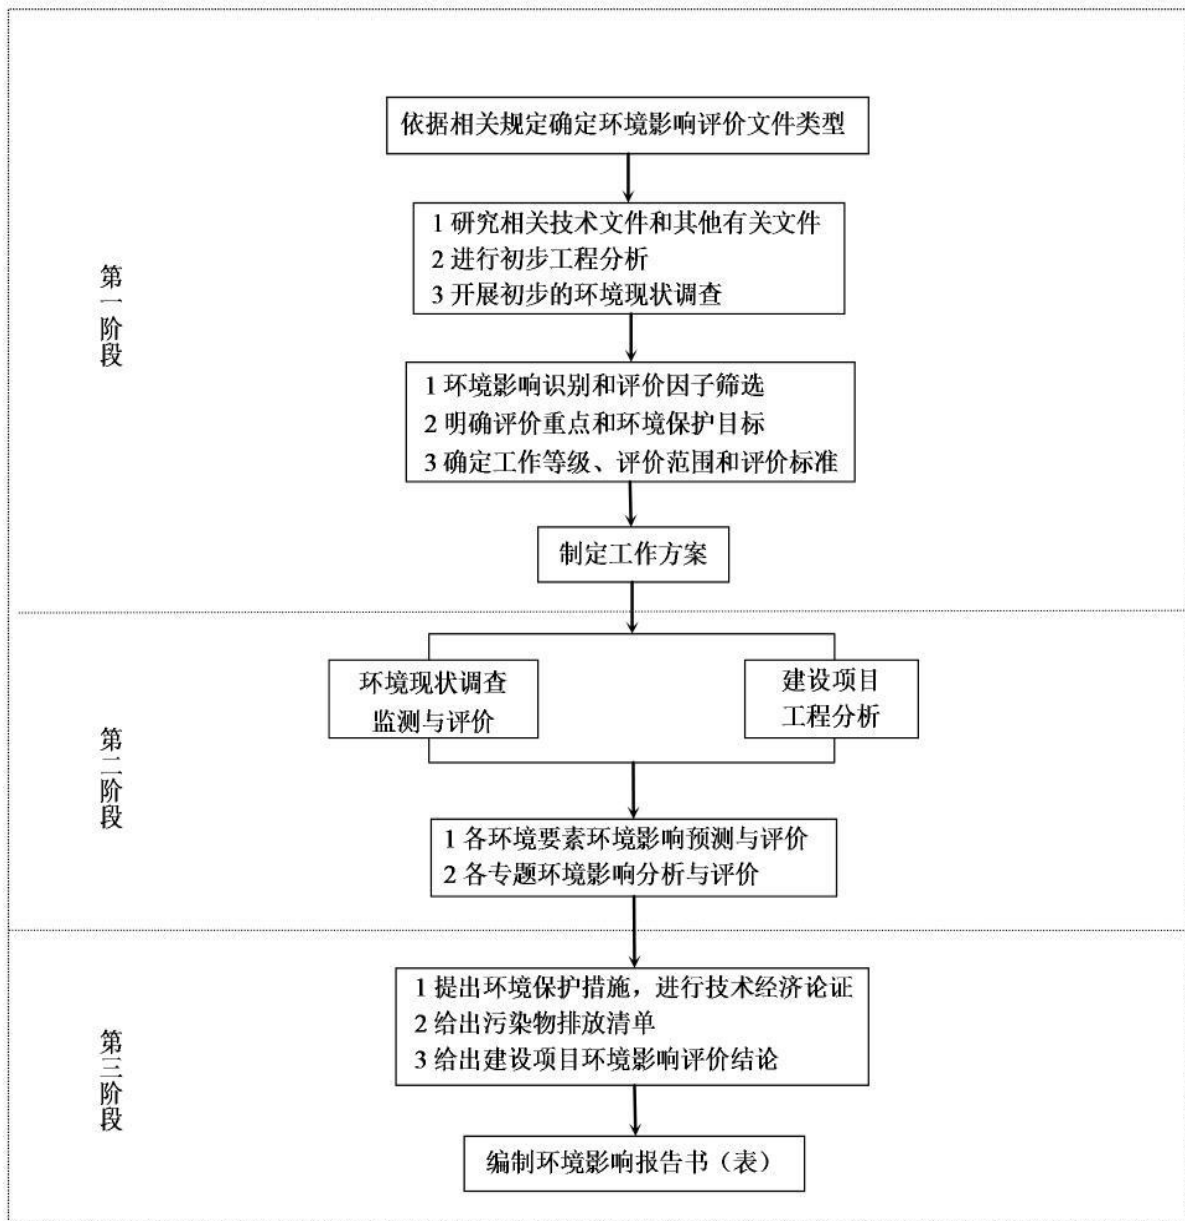 依据相关规定确定环境影响评价文件类型
1 研究相关技术文件和其他有关文件
2 进行初步工程分析
3 开展初步的环境现状调查
第一阶段
1 环境影响识别和评价因子筛选
2 明确评价重点和环境保护目标
3 确定工作等级、评价范围和评价标准
制定工作方案
环境现状调查
监测与评价
建设项目
工程分析
第二阶段
1 各环境要素环境影响预测与评价
2 各专题环境影响分析与评价
1 提出环境保护措施，进行技术经济论证
2 给出污染物排放清单
3 给出建设项目环境影响评价结论
第三阶段
编制环境影响报告书（表）